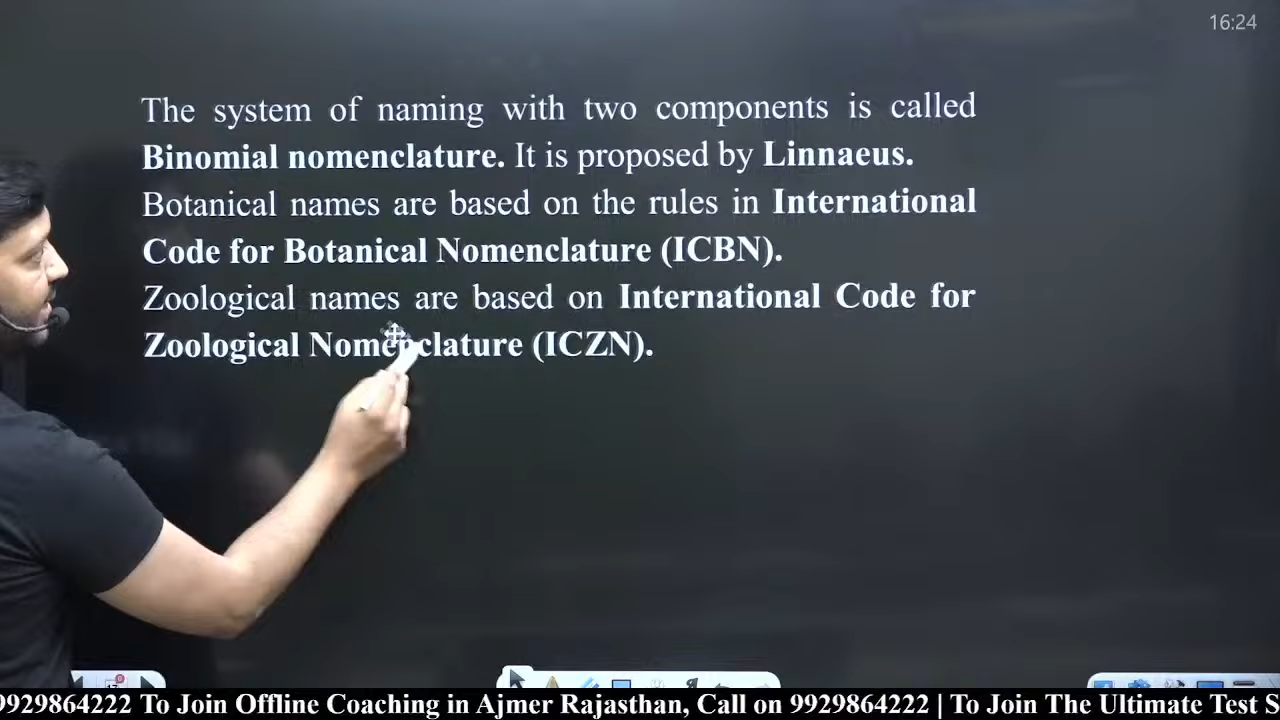 16:24
The system of naming with two components is called
Binomial nomenclature. It is proposed by Linnaeus.
Botanical names are based on the rules in International
Code for Botanical Nomenclature (ICBN).
Zoological names are based on International Code for
Zoological Nomenclature (ICZN).
9929864222 To Join Offline Coaching in Ajmer Rajasthan, Call on 9929864222 | To Join The Ultimate Test S